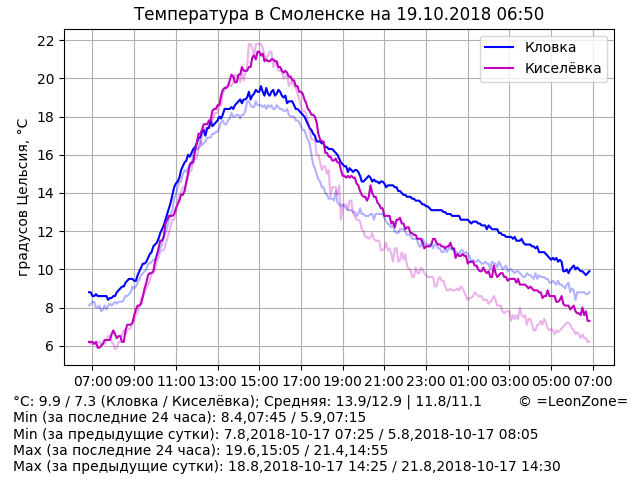 Температура в Смоленске на 19.10.2018 06:50
градусов Цельсия, °C
22
20
18
16
14
12
10
8
6
Кловка
Киселёвка
07:00 09:00 11:00 13:00 15:00 17:00 19:00 21:00 23:00 01:00 03:00 05:00 07:00
°C: 9.9 / 7.3 (Кловка / Киселёвка); Средняя: 13.9/12.9 | 11.8/11.1 © =LeonZone=
Min (за последние 24 часа): 8.4,07:45 / 5.9,07:15
Min (за предыдущие сутки): 7.8,2018-10-17 07:25 / 5.8,2018-10-17 08:05
Max (за последние 24 часа): 19.6,15:05 / 21.4,14:55
Max (за предыдущие сутки): 18.8,2018-10-17 14:25 / 21.8,2018-10-17 14:30